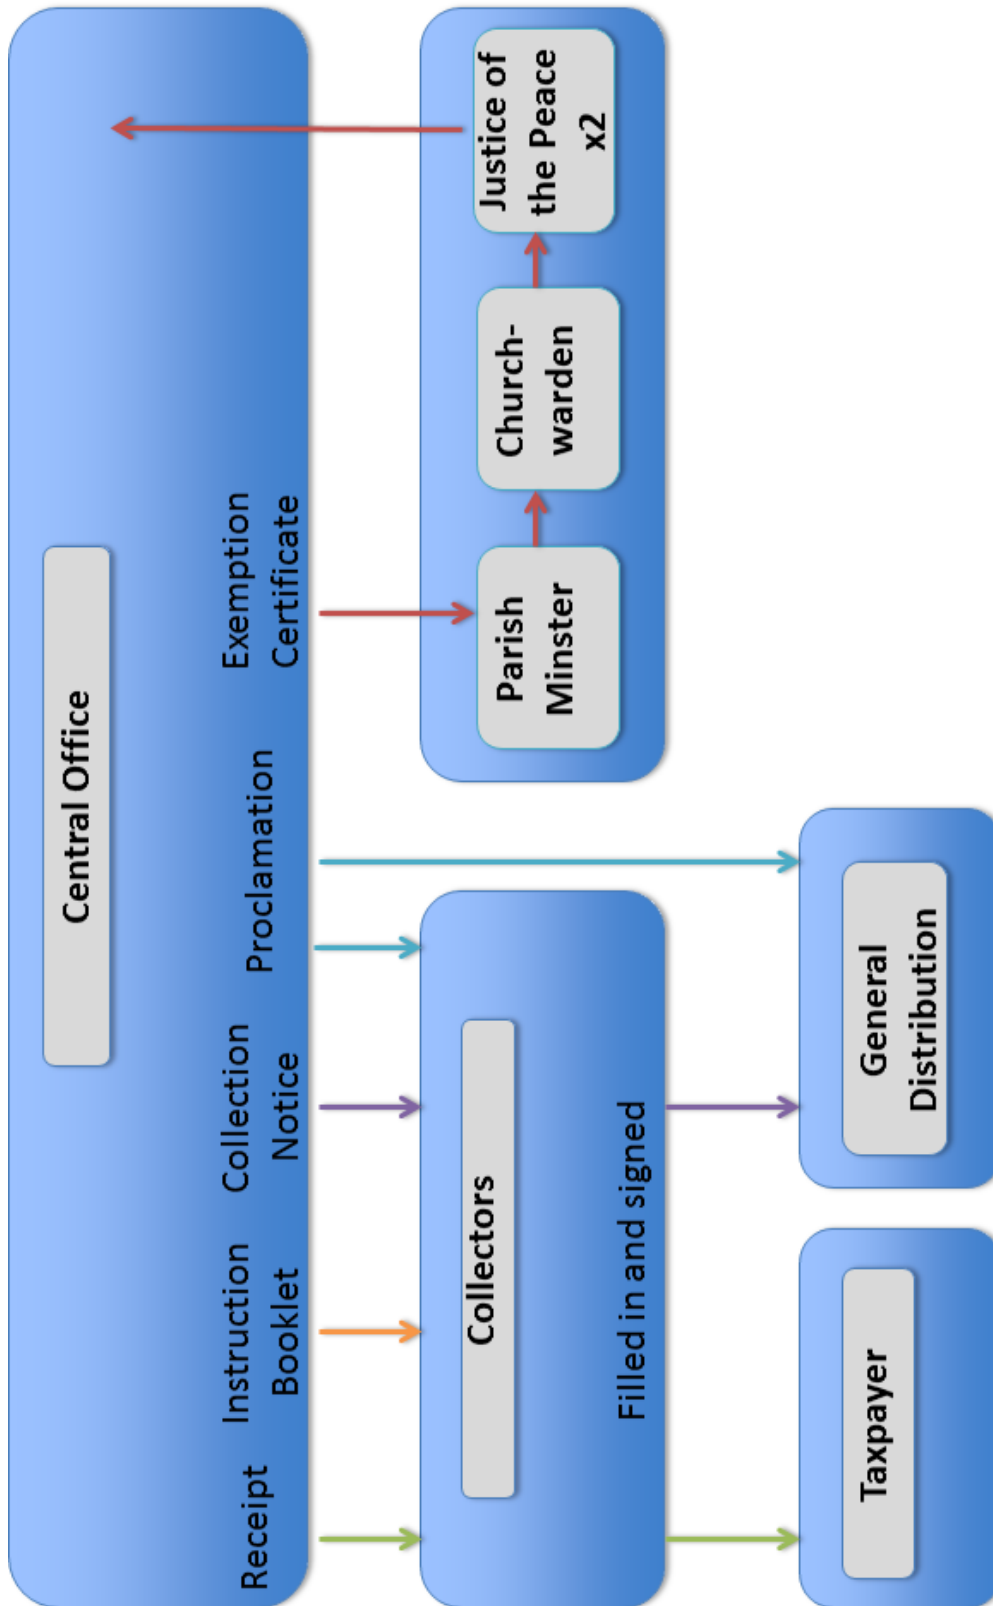 Central Office
Receipt
Instruction
Booklet
Collection
Notice
Proclamation
Exemption
Certificate
Collectors
Filled in and signed
Parish
Minster
Church-
warden
Justice of
the Peace
x2
Taxpayer
General
Distribution